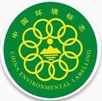 中国环境标志
CHINA ENVIRONMENTAL LABELLING